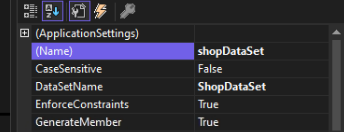 (ApplicationSettings)
(Name) shopDataSet
CaseSensitive False
DataSetName ShopDataSet
EnforceConstraints True
GenerateMember True